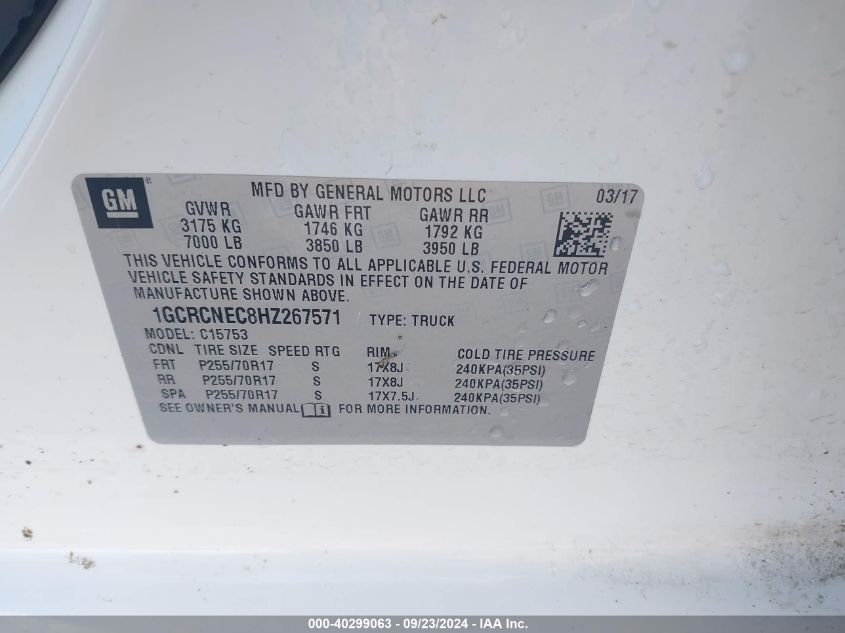 GM ® MFD BY GENERAL MOTORS LLC 03/17
GVWR GAWR FRT GAWR RR
3175 KG 1746 KG 1792 KG
7000 LB 3850 LB 3950 LB
THIS VEHICLE CONFORMS TO ALL APPLICABLE U.S. FEDERAL MOTOR
VEHICLE SAFETY STANDARDS IN EFFECT ON THE DATE OF
MANUFACTURE SHOWN ABOVE.
1GCRCNEC8HZ267571 TYPE: TRUCK
MODEL: C15753
CDNL TIRE SIZE SPEED RTG RIM COLD TIRE PRESSURE
FRT P255/70R17 S 17X8J 240KPA(35PSI)
RR P255/70R17 S 17X8J 240KPA(35PSI)
SPA P255/70R17 S 17X7.5J 240KPA(35PSI)
SEE OWNER'S MANUAL FOR MORE INFORMATION.
000-40299063 - 09/23/2024 - IAA Inc.